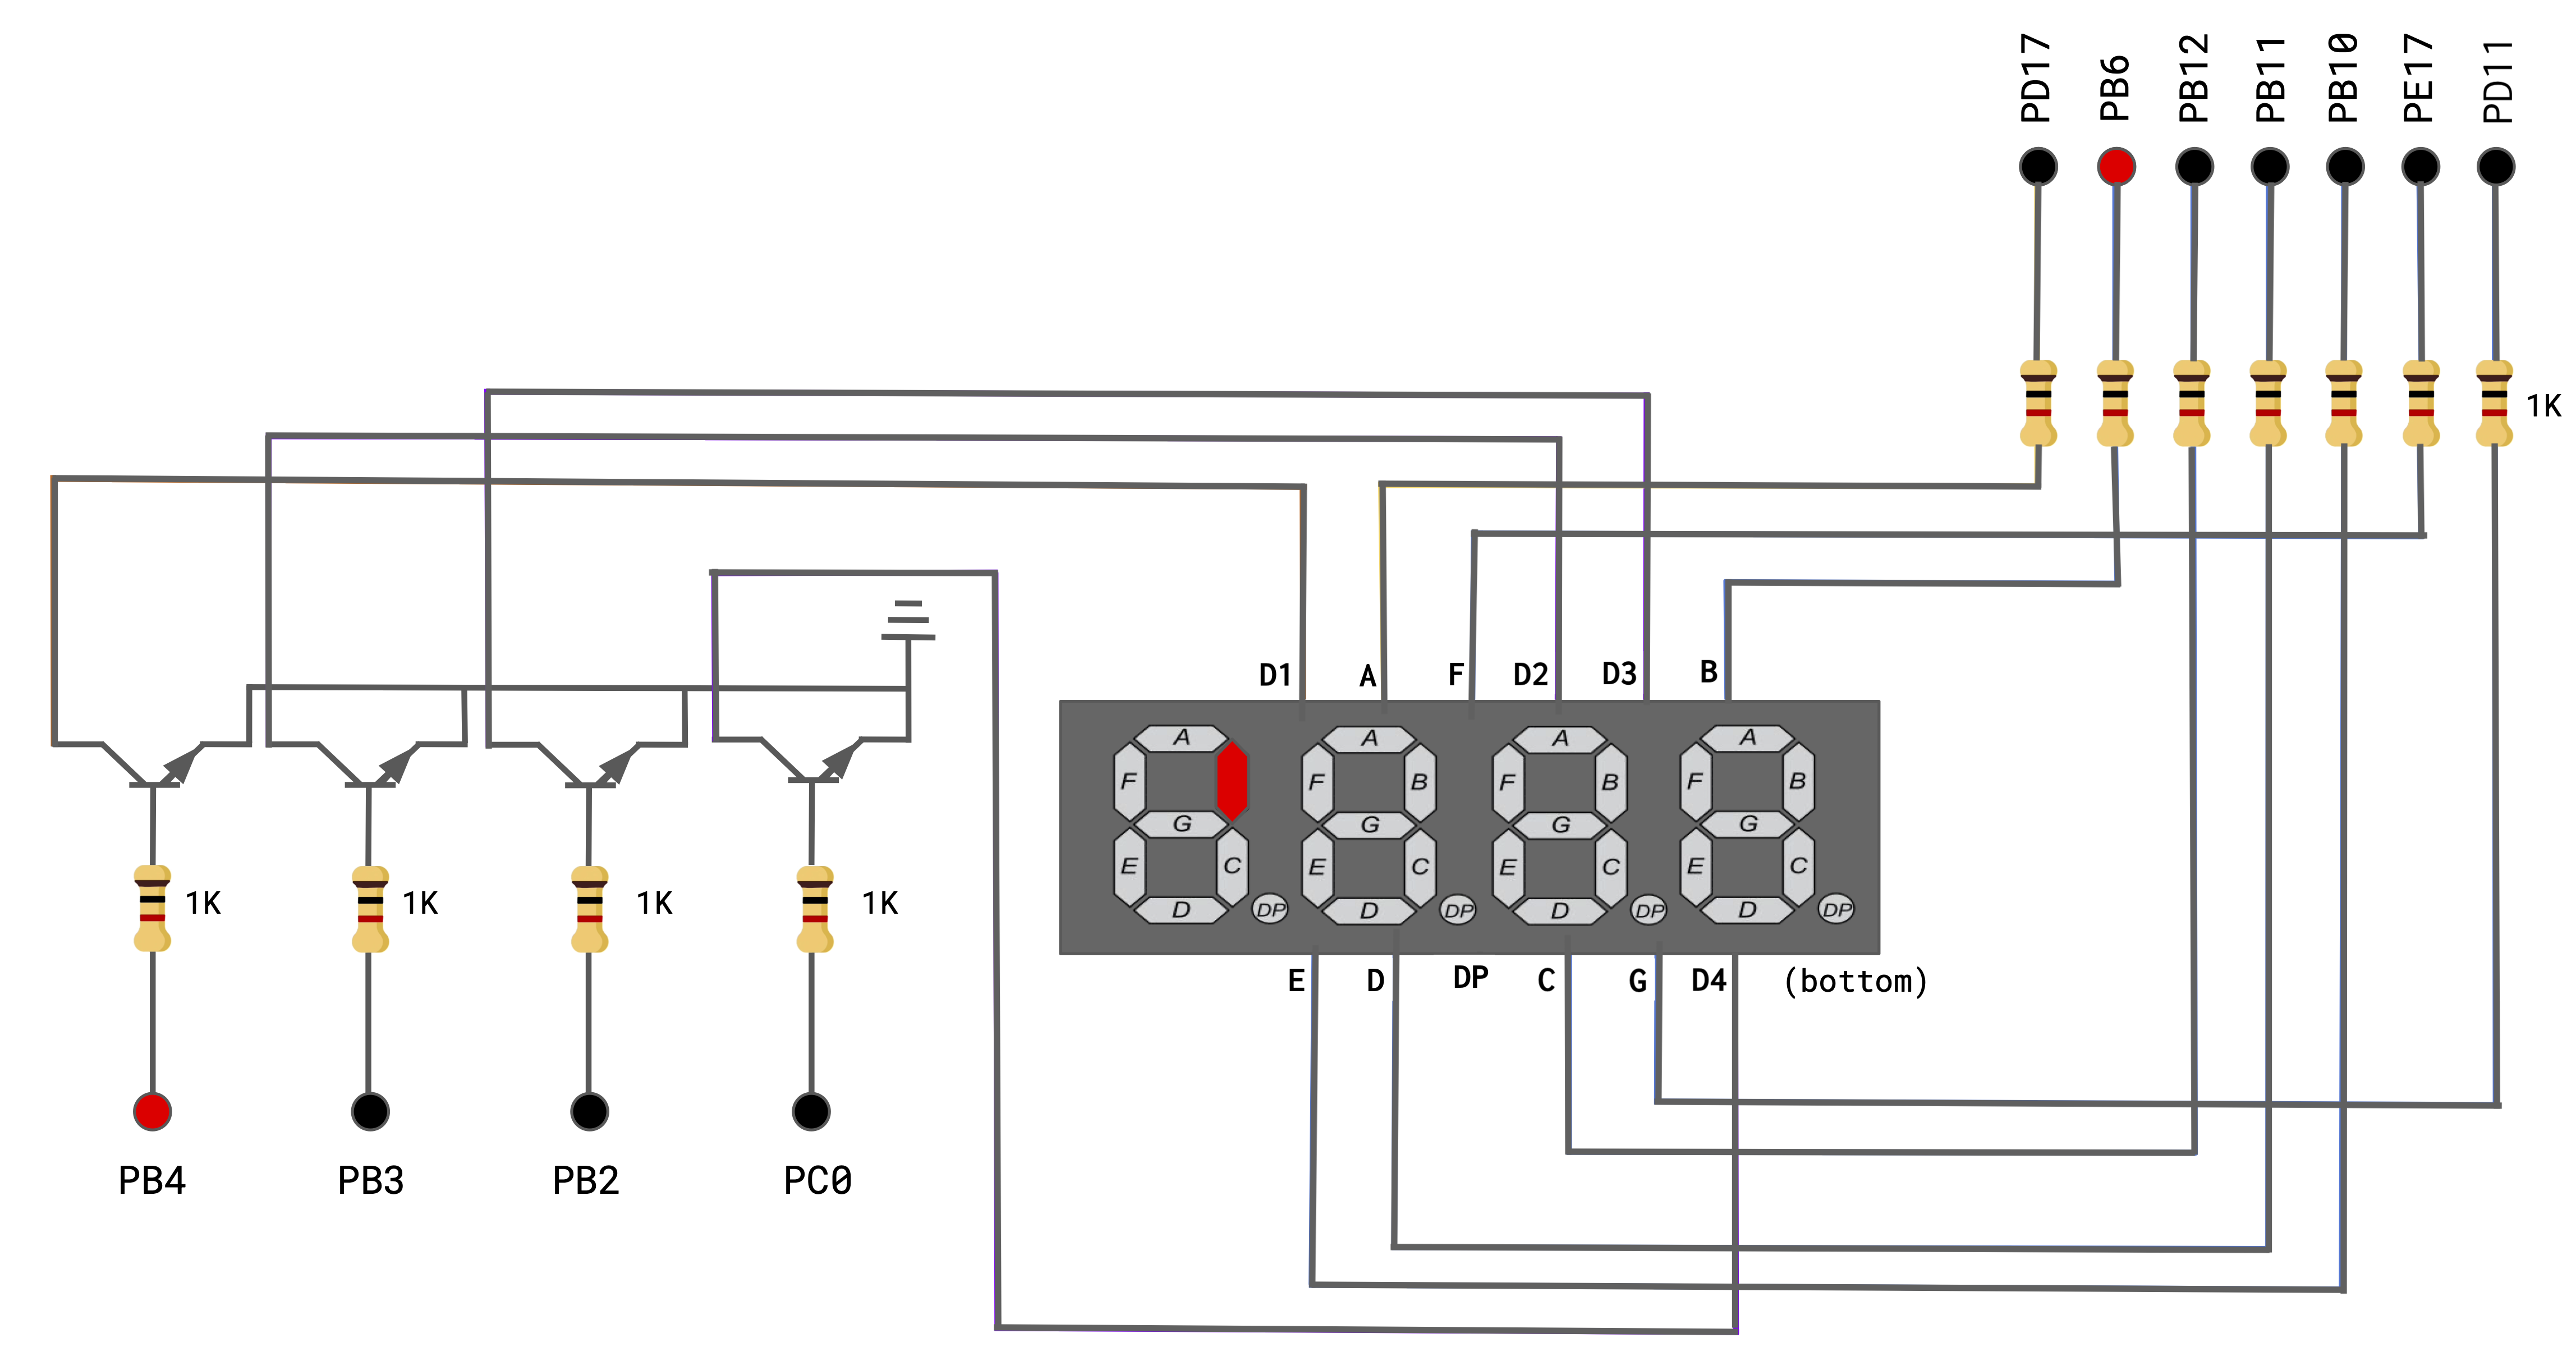 PD17
PB6
PB12
PB11
PB10
PE17
PD11
1K
D1 A F D2 D3 B
A A A A
F F B F B F B
G G G G
E C E C E C E C
D DP D DP D DP D DP
E D DP C G D4 (bottom)
1K 1K 1K 1K
PB4 PB3 PB2 PC0